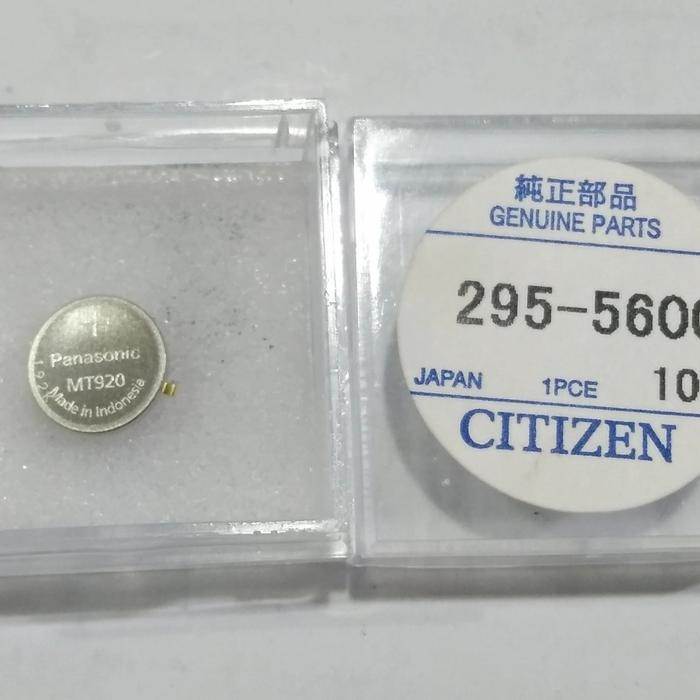 +
Panasonic
MT920
Made in Indonesia
純正部品
GENUINE PARTS
295-560
JAPAN 1PCE 10
CITIZEN